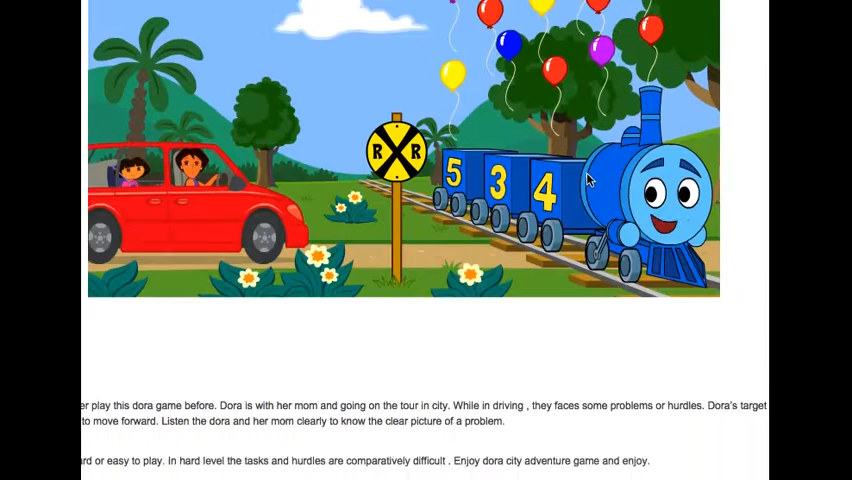 R R
5 3 4
er play this dora game before. Dora is with her mom and going on the tour in city. While in driving , they faces some problems or hurdles. Dora's target
to move forward. Listen the dora and her mom clearly to know the clear picture of a problem.
ard or easy to play. In hard level the tasks and hurdles are comparatively difficult . Enjoy dora city adventure game and enjoy.